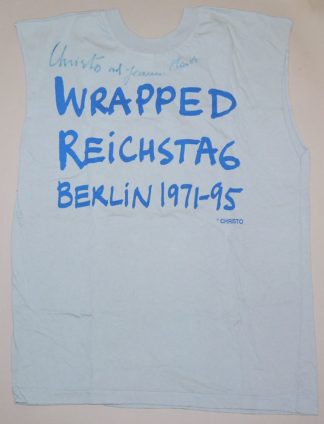 Christo and Jeanne-Claude
WRAPPED
REiCHSTAG
BERLiN 1971-95
© CHRISTO